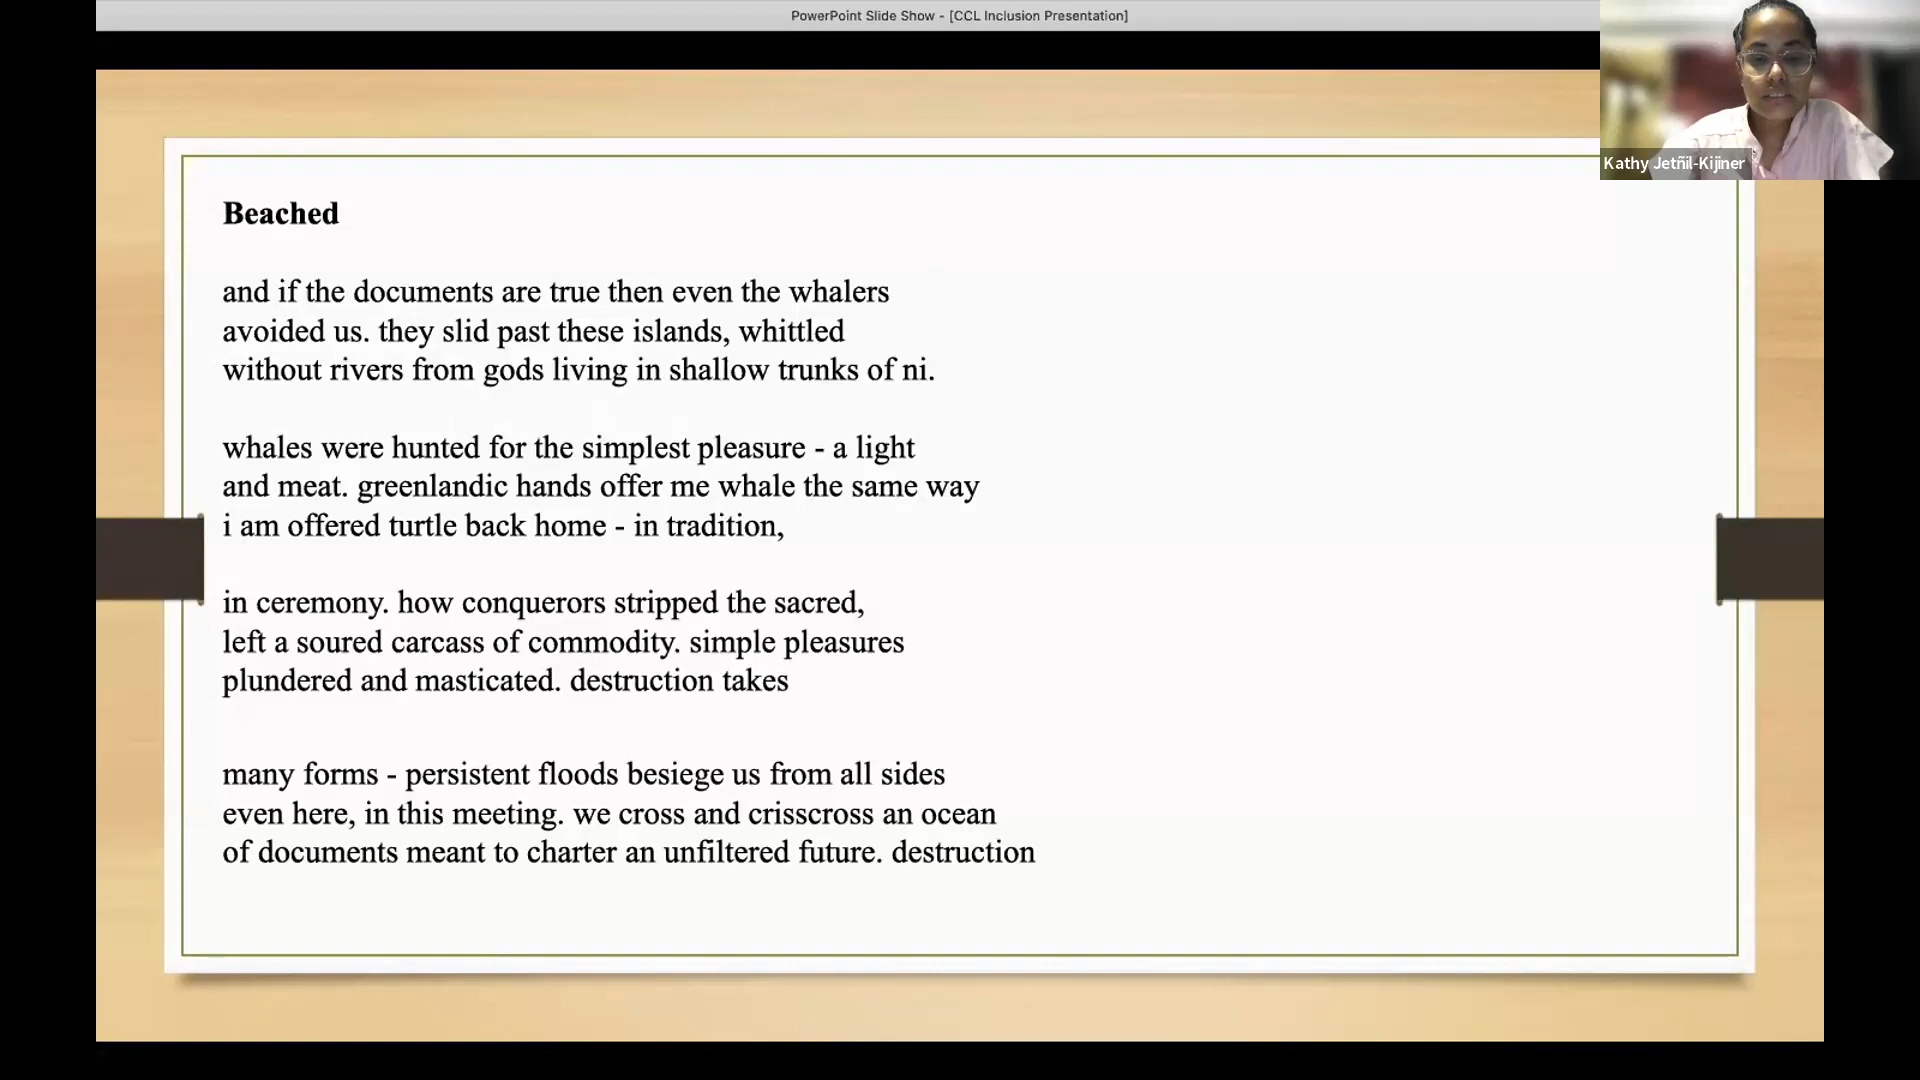 PowerPoint Slide Show - [CCL Inclusion Presentation]
Kathy Jetñil-Kijiner
Beached
and if the documents are true then even the whalers
avoided us. they slid past these islands, whittled
without rivers from gods living in shallow trunks of ni.
whales were hunted for the simplest pleasure - a light
and meat. greenlandic hands offer me whale the same way
i am offered turtle back home - in tradition,
in ceremony. how conquerors stripped the sacred,
left a soured carcass of commodity. simple pleasures
plundered and masticated. destruction takes
many forms - persistent floods besiege us from all sides
even here, in this meeting. we cross and crisscross an ocean
of documents meant to charter an unfiltered future. destruction